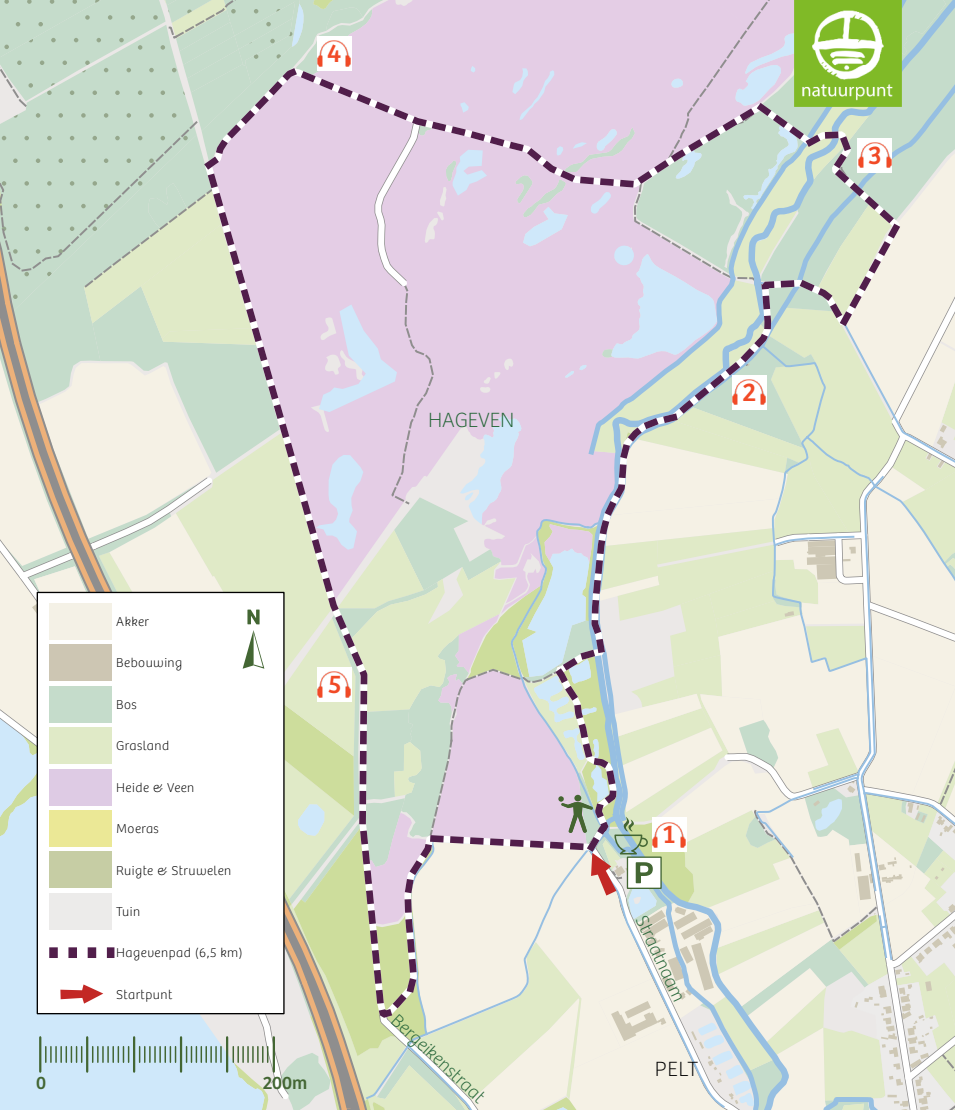 natuurpunt
4
3
2
HAGEVEN
N
Akker
Bebouwing
Bos
Grasland
Heide & Veen
Moeras
Ruigte & Struwelen
Tuin
Hagevenpad (6,5 km)
Startpunt
5
1
P
Straatnaam
Bergeikenstraat
PELT
0
200m